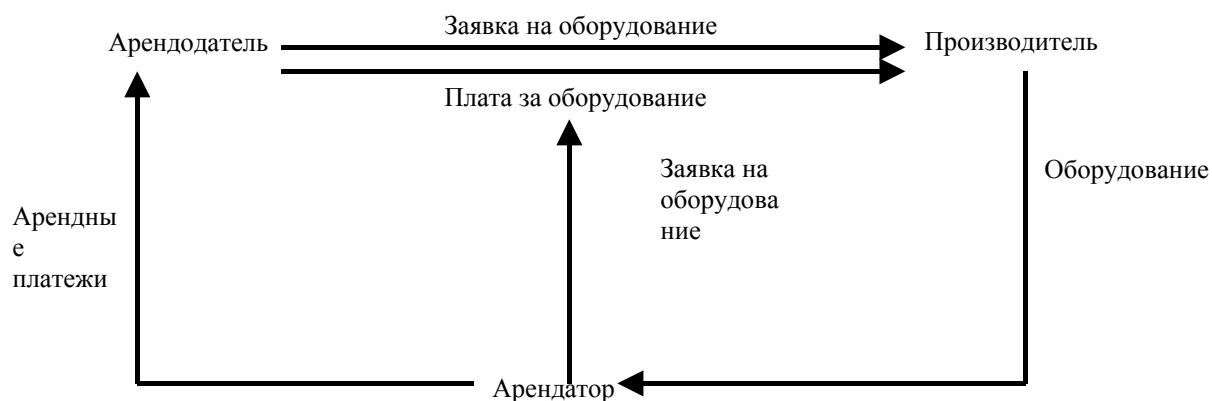 Заявка на оборудование
Арендодатель
Производитель
Плата за оборудование
Заявка на
оборудова
ние
Оборудование
Арендны
е
платежи
Арендатор